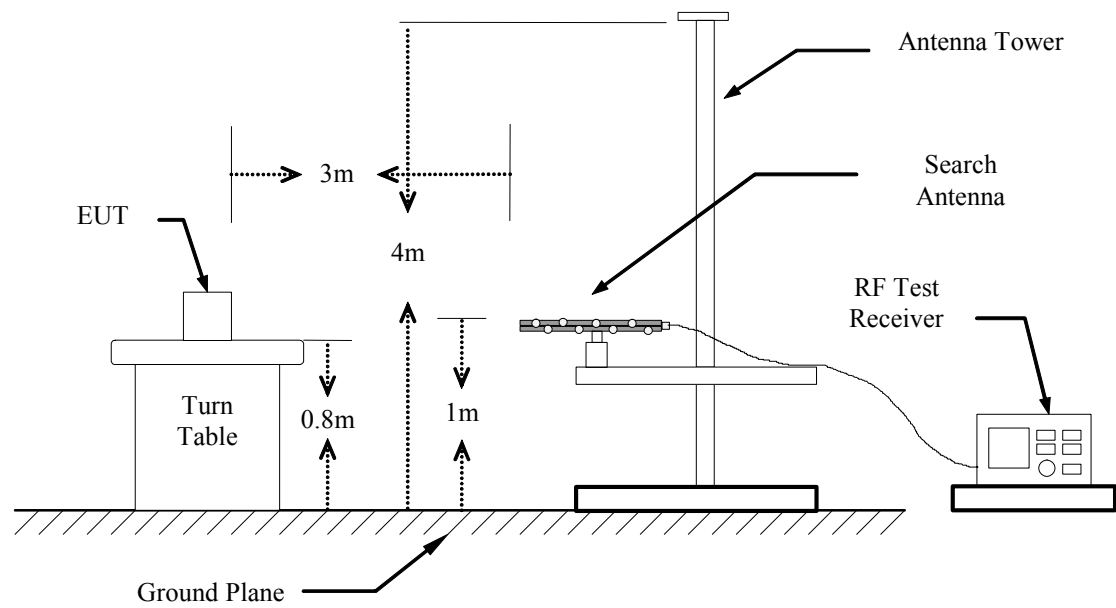 Antenna Tower
3m
Search
Antenna
EUT
4m
RF Test
Receiver
Turn
Table
0.8m
1m
Ground Plane